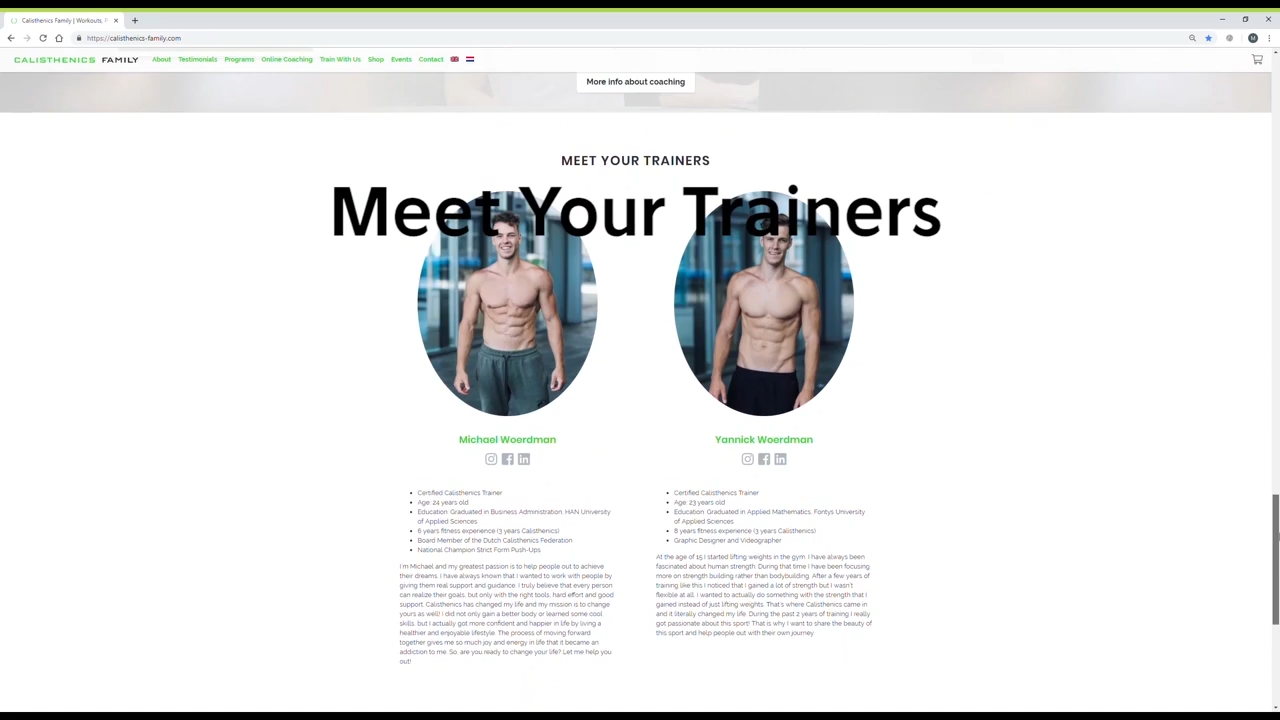 Calisthenics Family | Workouts, P
https://calisthenics-family.com
CALISTHENICS FAMILY About Testimonials Programs Online Coaching Train With Us Shop Events Contact
More info about coaching
MEET YOUR TRAINERS
Meet Your Trainers
Michael Woerdman
Certified Calisthenics Trainer
Age: 24 years old
Education: Graduated in Business Administration, HAN University
of Applied Sciences
6 years fitness experience (3 years Calisthenics)
Board Member of the Dutch Calisthenics Federation
National Champion Strict Form Push-Ups
I'm Michael and my greatest passion is to help people out to achieve
their dreams. I have always known that I wanted to work with people by
giving them real support and guidance. I truly believe that every person
can realize their goals, but only with the right tools, hard effort and good
support. Calisthenics has changed my life and my mission is to change
yours as well! I did not only gain a better body or learned some cool
skills, but I actually got more confident and happier in life by living a
healthier and enjoyable lifestyle. The process of moving forward
together gives me so much joy and energy in life that it became an
addiction to me. So, are you ready to change your life? Let me help you
out!
Yannick Woerdman
Certified Calisthenics Trainer
Age: 23 years old
Education: Graduated in Applied Mathematics, Fontys University
of Applied Sciences
8 years fitness experience (3 years Calisthenics)
Graphic Designer and Videographer
At the age of 15 I started lifting weights in the gym. I have always been
fascinated about human strength. During that time I have been focusing
more on strength building rather than bodybuilding. After a few years of
training like this I noticed that I gained a lot of strength but I wasn't
flexible at all. I wanted to actually do something with the strength that I
gained instead of just lifting weights. That's where Calisthenics came in
and it literally changed my life. During the past 2 years of training I really
got passionate about this sport! That is why I want to share the beauty of
this sport and help people out with their own journey.